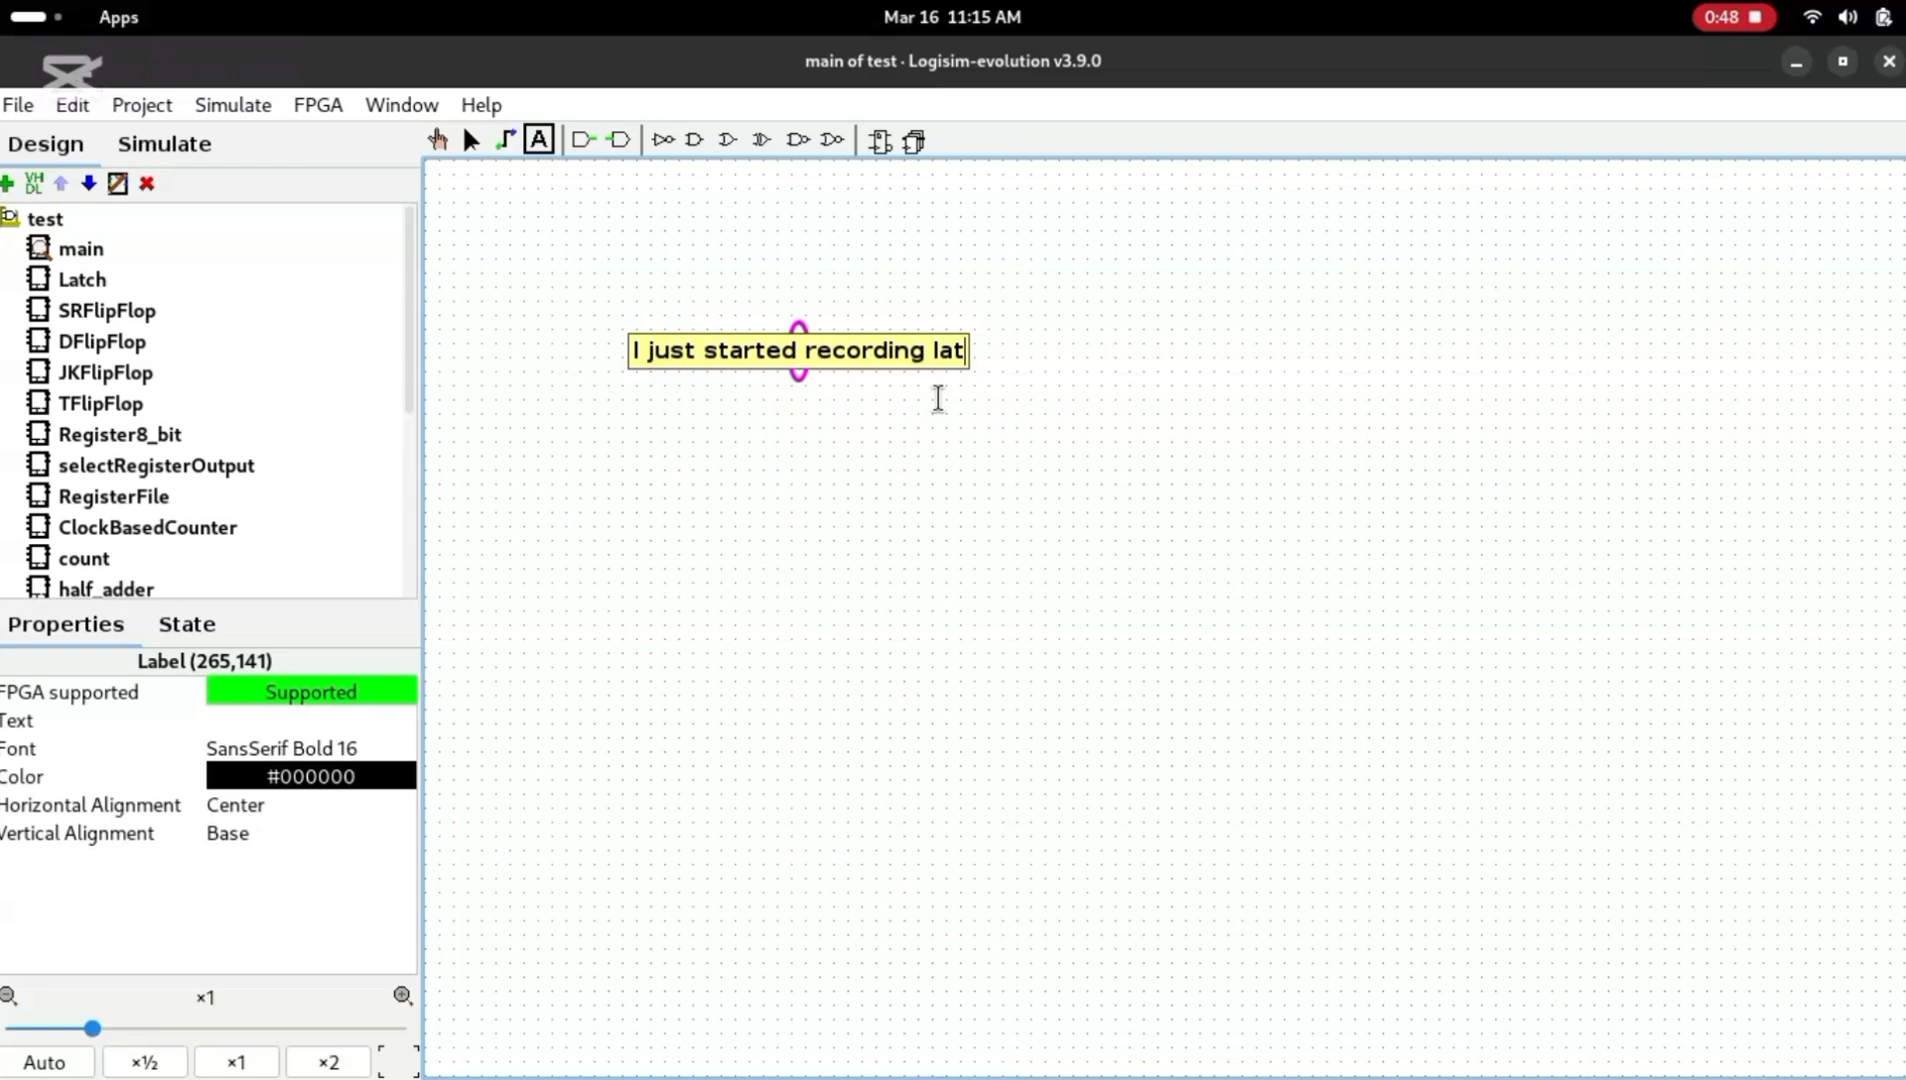 Apps
Mar 16 11:15 AM
0:48
main of test · Logisim-evolution v3.9.0
File Edit Project Simulate FPGA Window Help
Design Simulate
A
VH
DL
test
main
Latch
SRFlipFlop
DFlipFlop
JKFlipFlop
TFlipFlop
Register8_bit
selectRegisterOutput
RegisterFile
ClockBasedCounter
count
half_adder
I just started recording lat
Properties State
Label (265,141)
FPGA supported Supported
Text
Font SansSerif Bold 16
Color #000000
Horizontal Alignment Center
Vertical Alignment Base
×1
Auto ×½ ×1 ×2